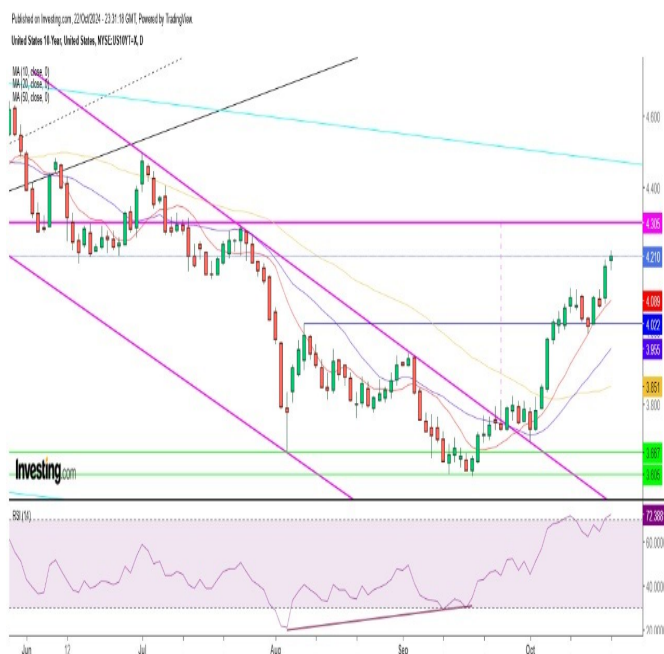 Published on Investing.com, 22/Oct/2024 - 23:31:18 GMT, Powered by TradingView.
United States 10-Year, United States, NYSE:US10YT=X, D
MA (10, close, 0)
MA (20, close, 0)
MA (50, close, 0)
4.600
4.400
4.305
4.210
4.089
4.022
3.955
3.851
3.800
3.667
3.605
Investing.com
RSI (14)
72.388
60.0000
20.0000
Jun 17 Jul Aug Sep Oct